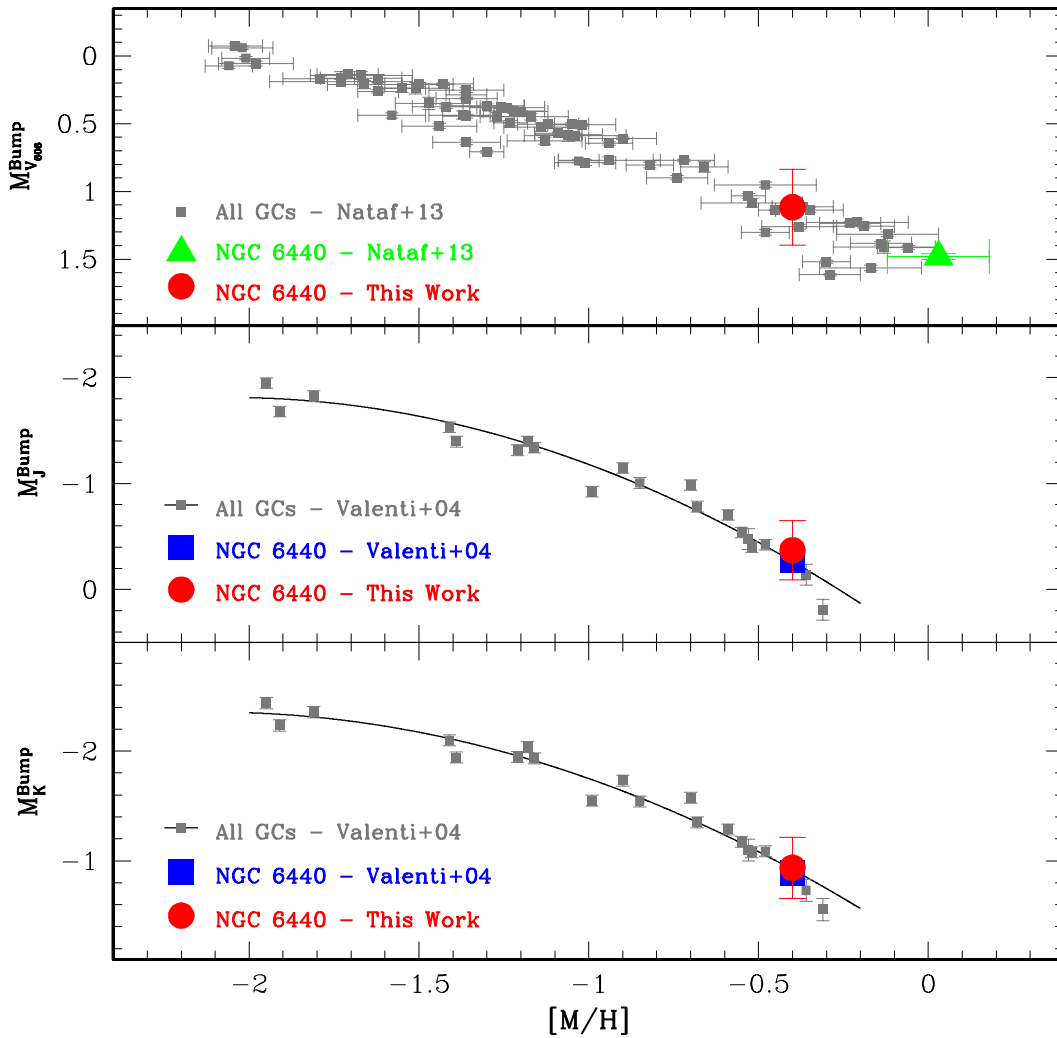 0
0.5
1
1.5
M_{V_{606}}^{Bump}
All GCs – Nataf+13
NGC 6440 – Nataf+13
NGC 6440 – This Work
−2
−1
0
M_J^{Bump}
All GCs – Valenti+04
NGC 6440 – Valenti+04
NGC 6440 – This Work
−2
−1
M_K^{Bump}
All GCs – Valenti+04
NGC 6440 – Valenti+04
NGC 6440 – This Work
−2 −1.5 −1 −0.5 0
[M/H]